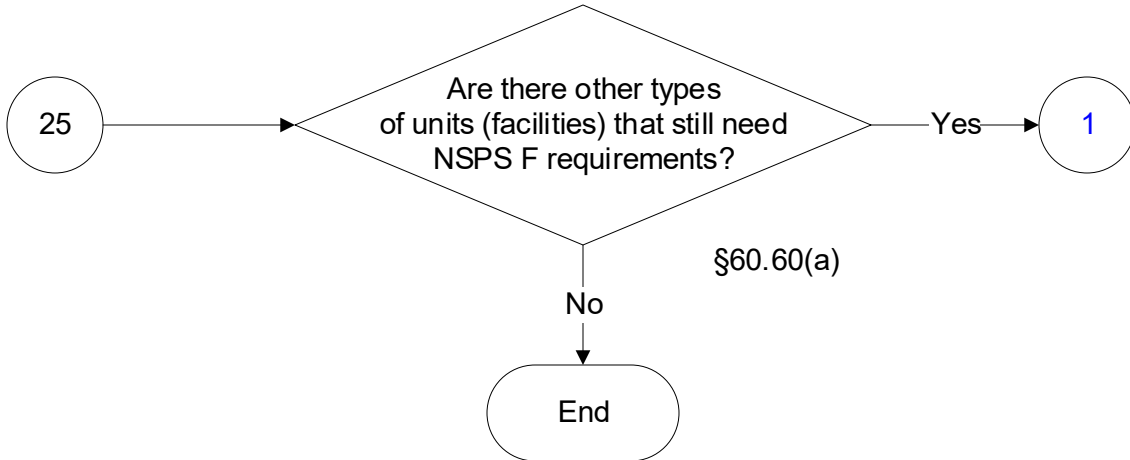 Are there other types
25
of units (facilities) that still need
Yes
1
NSPS F requirements?
§60.60(a)
No
End